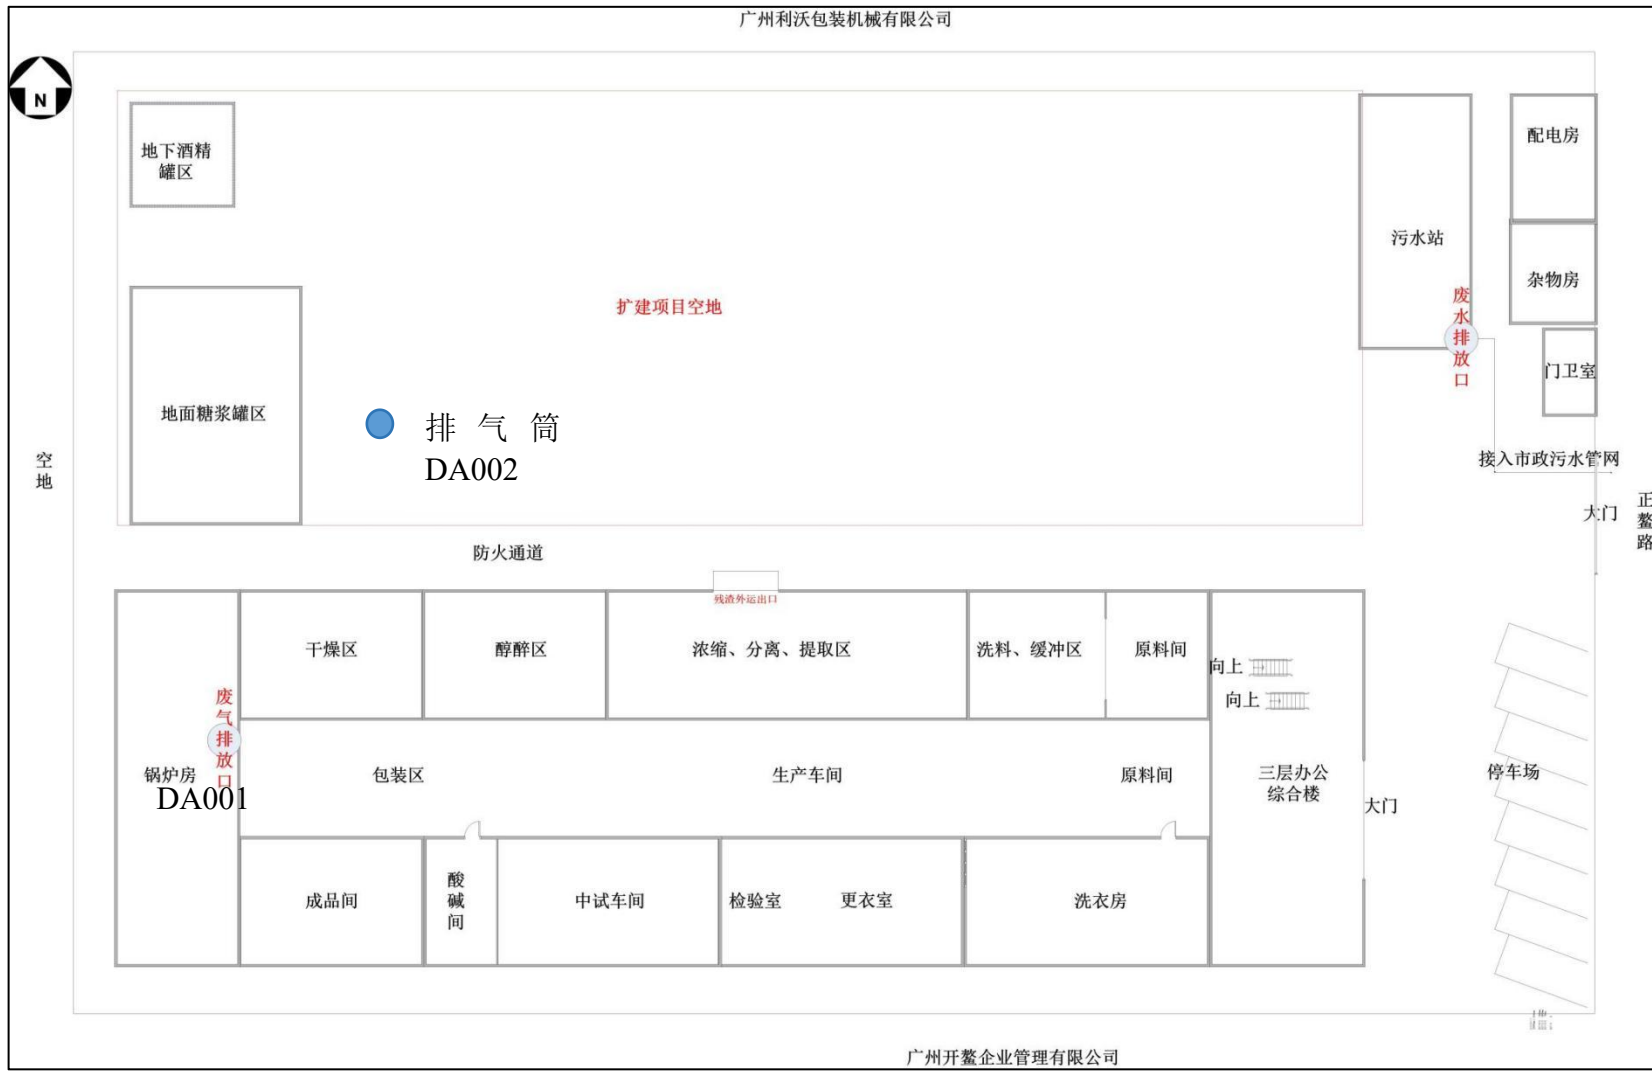 广州利沃包装机械有限公司
N
地下酒精
罐区
配电房
污水站
杂物房
扩建项目空地
废水排放口
门卫室
地面糖浆罐区
排气筒
DA002
空地
接入市政污水管网
大门
正鳌路
防火通道
残渣外运出口
干燥区
醇醉区
浓缩、分离、提取区
洗料、缓冲区
原料间
向上
向上
废气排放口
锅炉房
DA001
包装区
生产车间
原料间
三层办公
综合楼
停车场
大门
成品间
酸碱间
中试车间
检验室
更衣室
洗衣房
广州开鳌企业管理有限公司